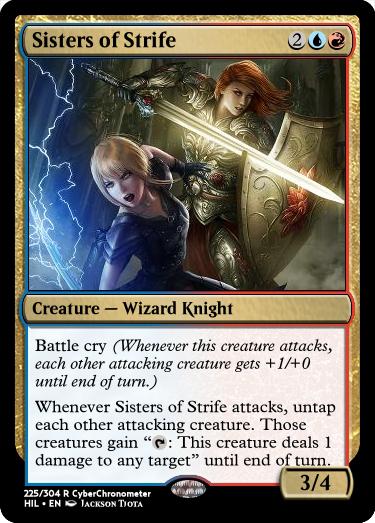 Sisters of Strife 2
Creature — Wizard Knight
Battle cry (Whenever this creature attacks,
each other attacking creature gets +1/+0
until end of turn.)
Whenever Sisters of Strife attacks, untap
each other attacking creature. Those
creatures gain “: This creature deals 1
damage to any target” until end of turn.
3/4
225/304 R CyberChronometer
HIL • EN Jackson Tjota